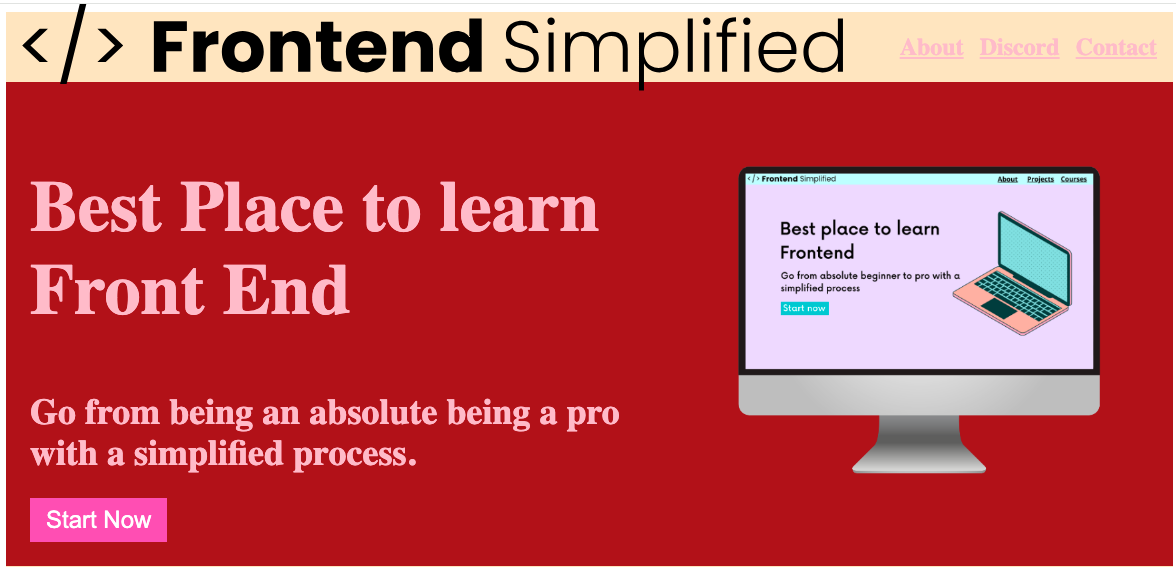 </> Frontend Simplified
About Discord Contact
Best Place to learn
Front End
Go from being an absolute being a pro
with a simplified process.
Start Now
</> Frontend Simplified
About Projects Courses
Best place to learn
Frontend
Go from absolute beginner to pro with a
simplified process
Start now